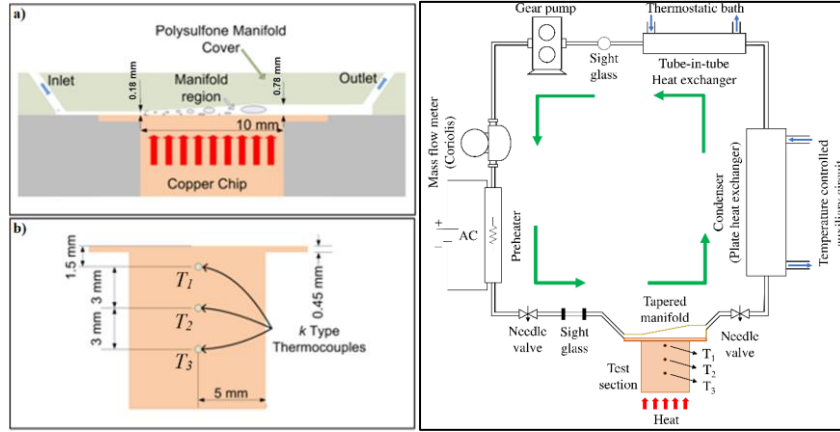 a)
Polysulfone Manifold
Cover
Inlet
Manifold
region
Outlet
0.18 mm
0.78 mm
10 mm
Copper Chip
b)
1.5 mm
3 mm
3 mm
T1
T2
T3
0.45 mm
k Type
Thermocouples
5 mm
Gear pump
Thermostatic bath
Sight
glass
Tube-in-tube
Heat exchanger
Mass flow meter
(Coriolis)
AC
Preheater
Condenser
(Plate heat exchanger)
Temperature controlled
auxiliary circuit
Needle
valve
Sight
glass
Tapered
manifold
Needle
valve
Test
section
T1
T2
T3
Heat